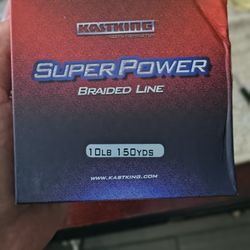 KASTKING
SUPER POWER
BRAIDED LINE
10LB 150YDS
WWW.KASTKING.COM